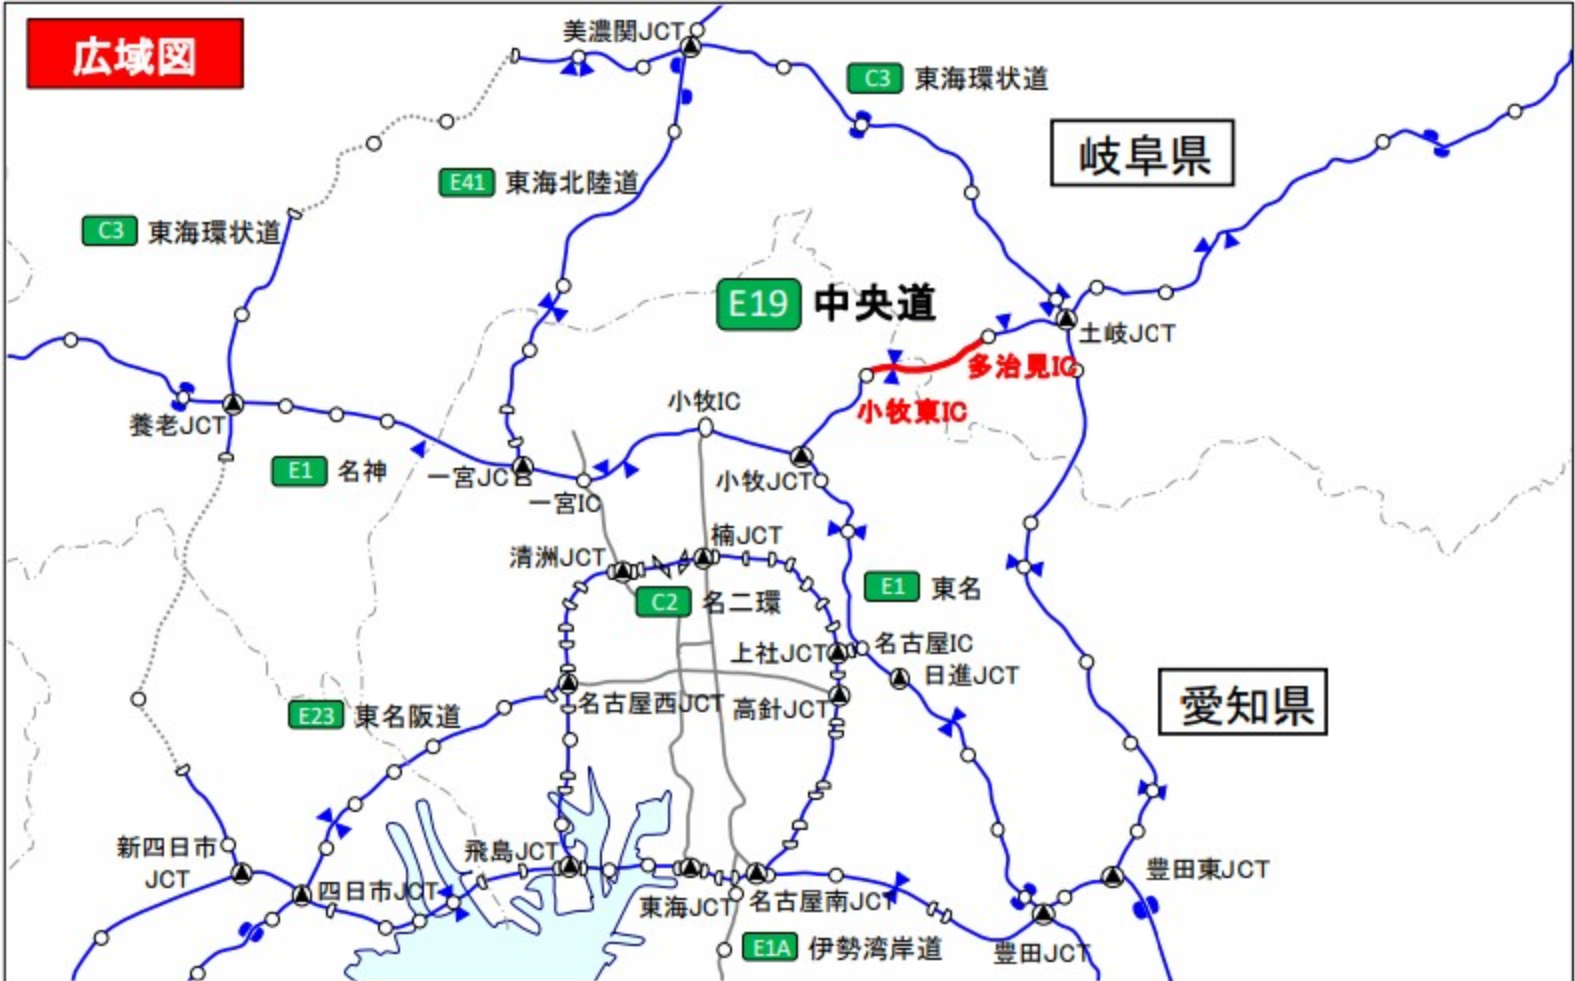 広域図
美濃関JCT
C3 東海環状道
岐阜県
E41 東海北陸道
C3 東海環状道
E19 中央道
土岐JCT
多治見IC
小牧東IC
小牧IC
養老JCT
E1 名神
一宮JCT
一宮IC
小牧JCT
楠JCT
清洲JCT
C2 名二環
E1 東名
上社JCT
名古屋IC
日進JCT
名古屋西JCT
高針JCT
愛知県
E23 東名阪道
新四日市
JCT
飛島JCT
四日市JCT
東海JCT
名古屋南JCT
豊田東JCT
E1A 伊勢湾岸道
豊田JCT